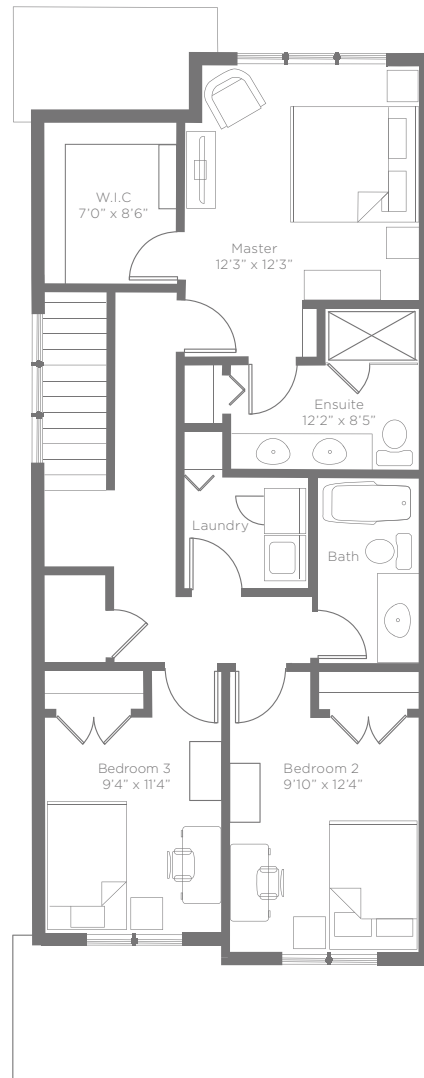 W.I.C
7'0" x 8'6"
Master
12'3" x 12'3"
Ensuite
12'2" x 8'5"
Laundry
Bath
Bedroom 3
9'4" x 11'4"
Bedroom 2
9'10" x 12'4"